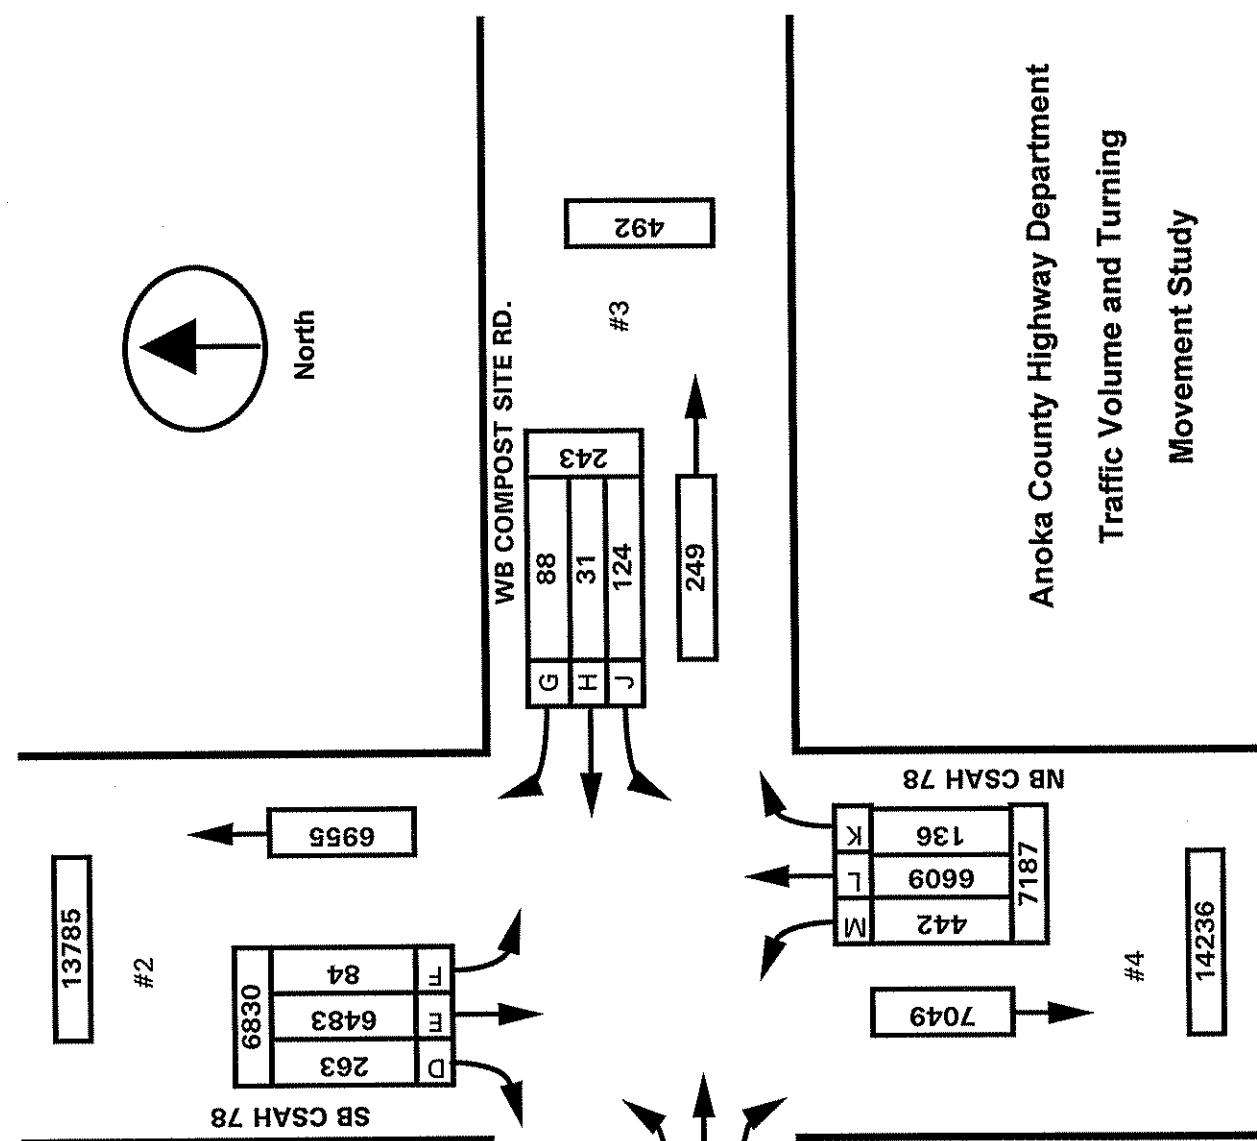 North
WB COMPOST SITE RD.
492
#3
243
G 88
H 31
J 124
249
Anoka County Highway Department
Traffic Volume and Turning
Movement Study
13785
#2
6955
6830
263 6483 84
D E F
SB CSAH 78
NB CSAH 78
M L K
442 6609 136
7187
7049
#4
14236